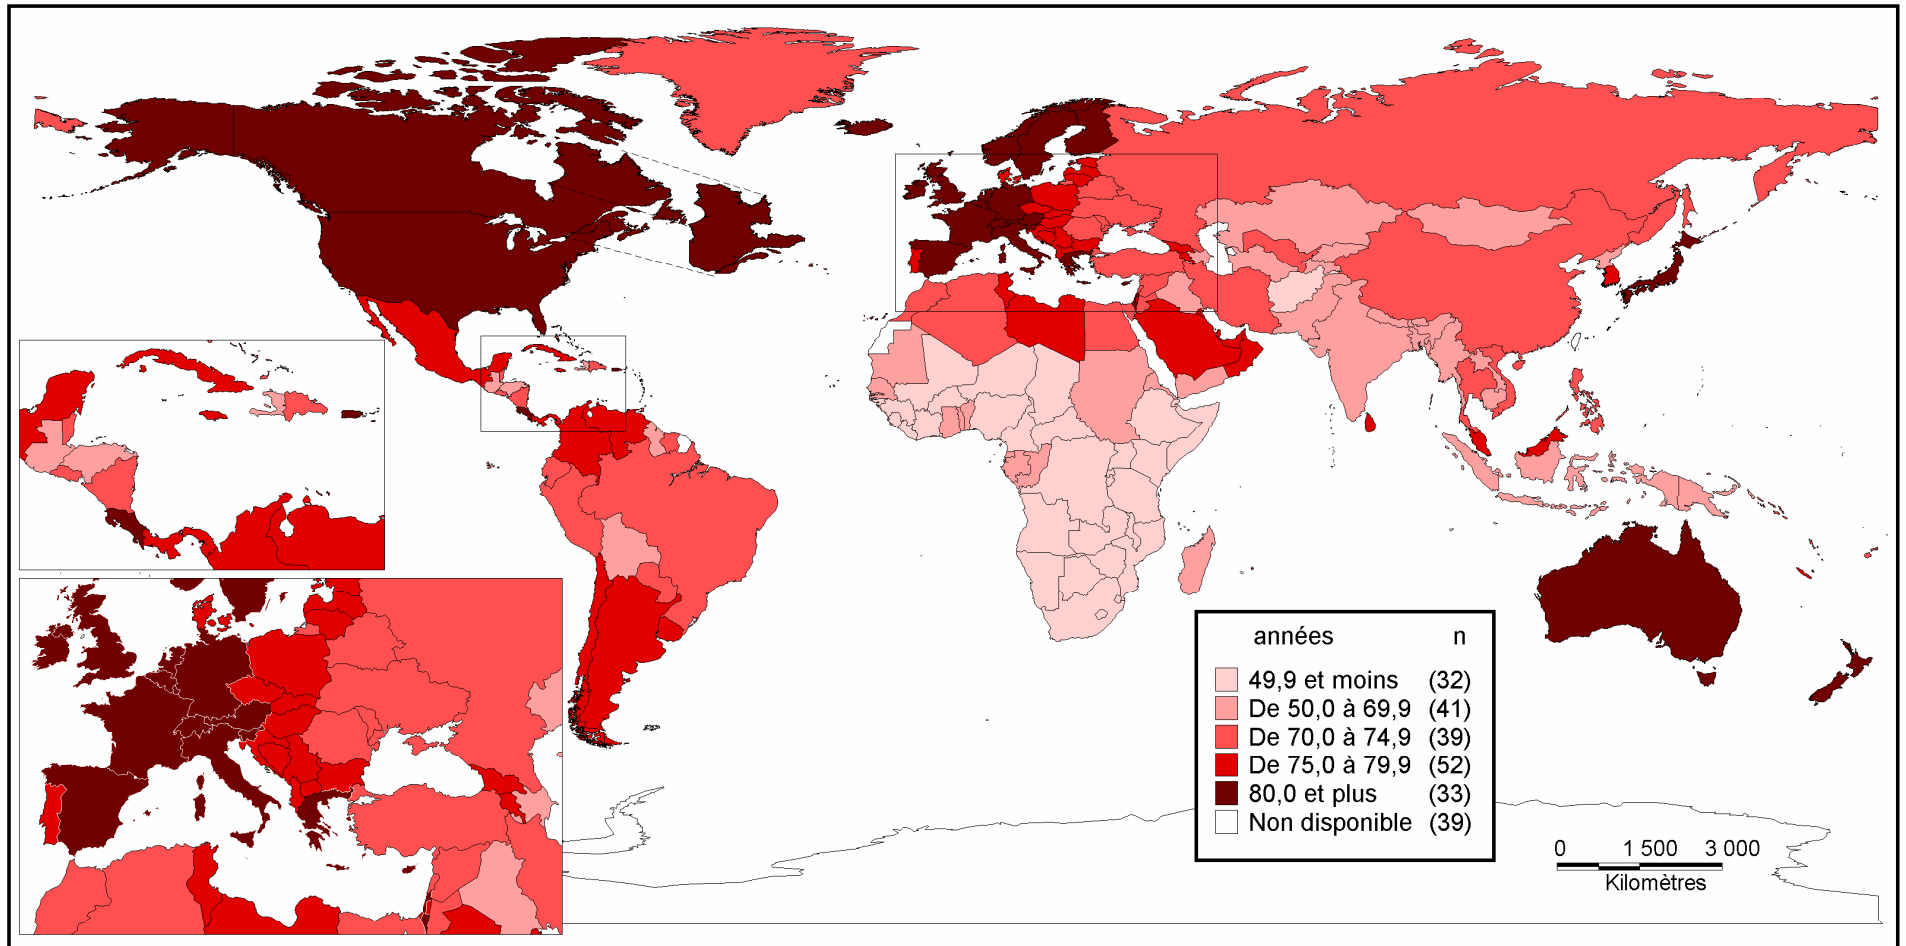 années n
49,9 et moins (32)
De 50,0 à 69,9 (41)
De 70,0 à 74,9 (39)
De 75,0 à 79,9 (52)
80,0 et plus (33)
Non disponible (39)
0 1 500 3 000
Kilomètres